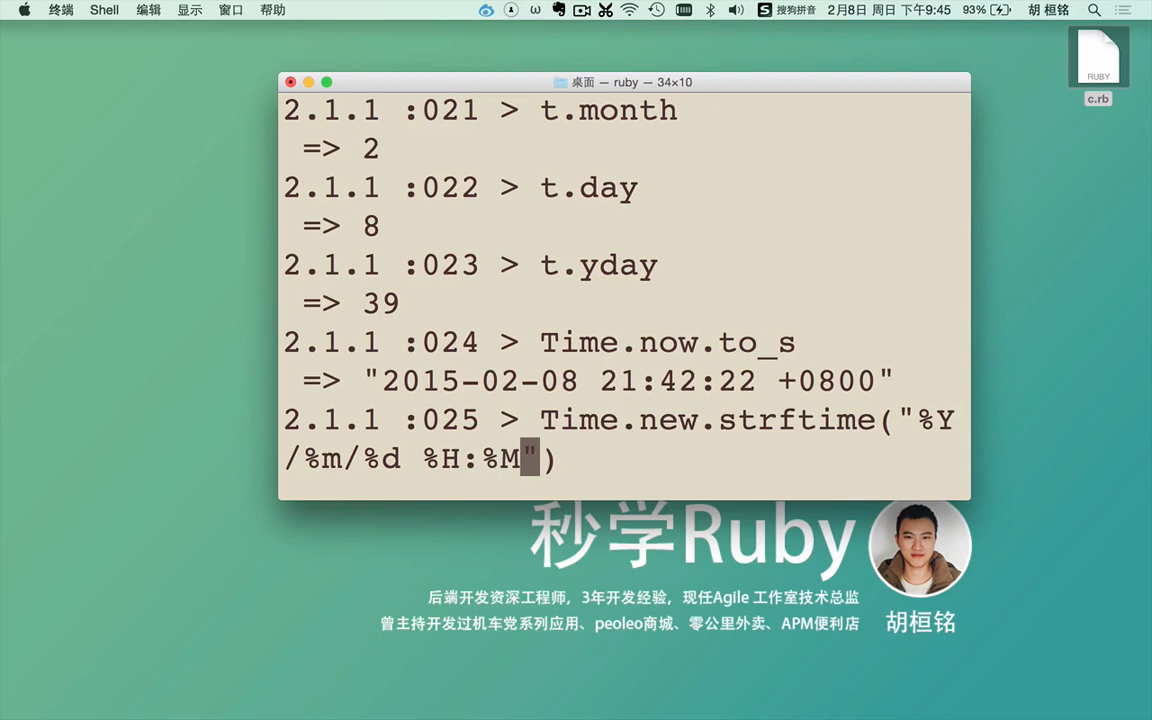 终端 Shell 编辑 显示 窗口 帮助 搜狗拼音 2月8日 周日 下午9:45 93% 胡 桓铭
RUBY
c.rb
桌面 — ruby — 34×10
2.1.1 :021 > t.month
=> 2
2.1.1 :022 > t.day
=> 8
2.1.1 :023 > t.yday
=> 39
2.1.1 :024 > Time.now.to_s
=> "2015-02-08 21:42:22 +0800"
2.1.1 :025 > Time.new.strftime("%Y
/%m/%d %H:%M")
秒学Ruby
后端开发资深工程师，3年开发经验，现任Agile 工作室技术总监
曾主持开发过机车党系列应用、peoleo商城、零公里外卖、APM便利店
胡桓铭